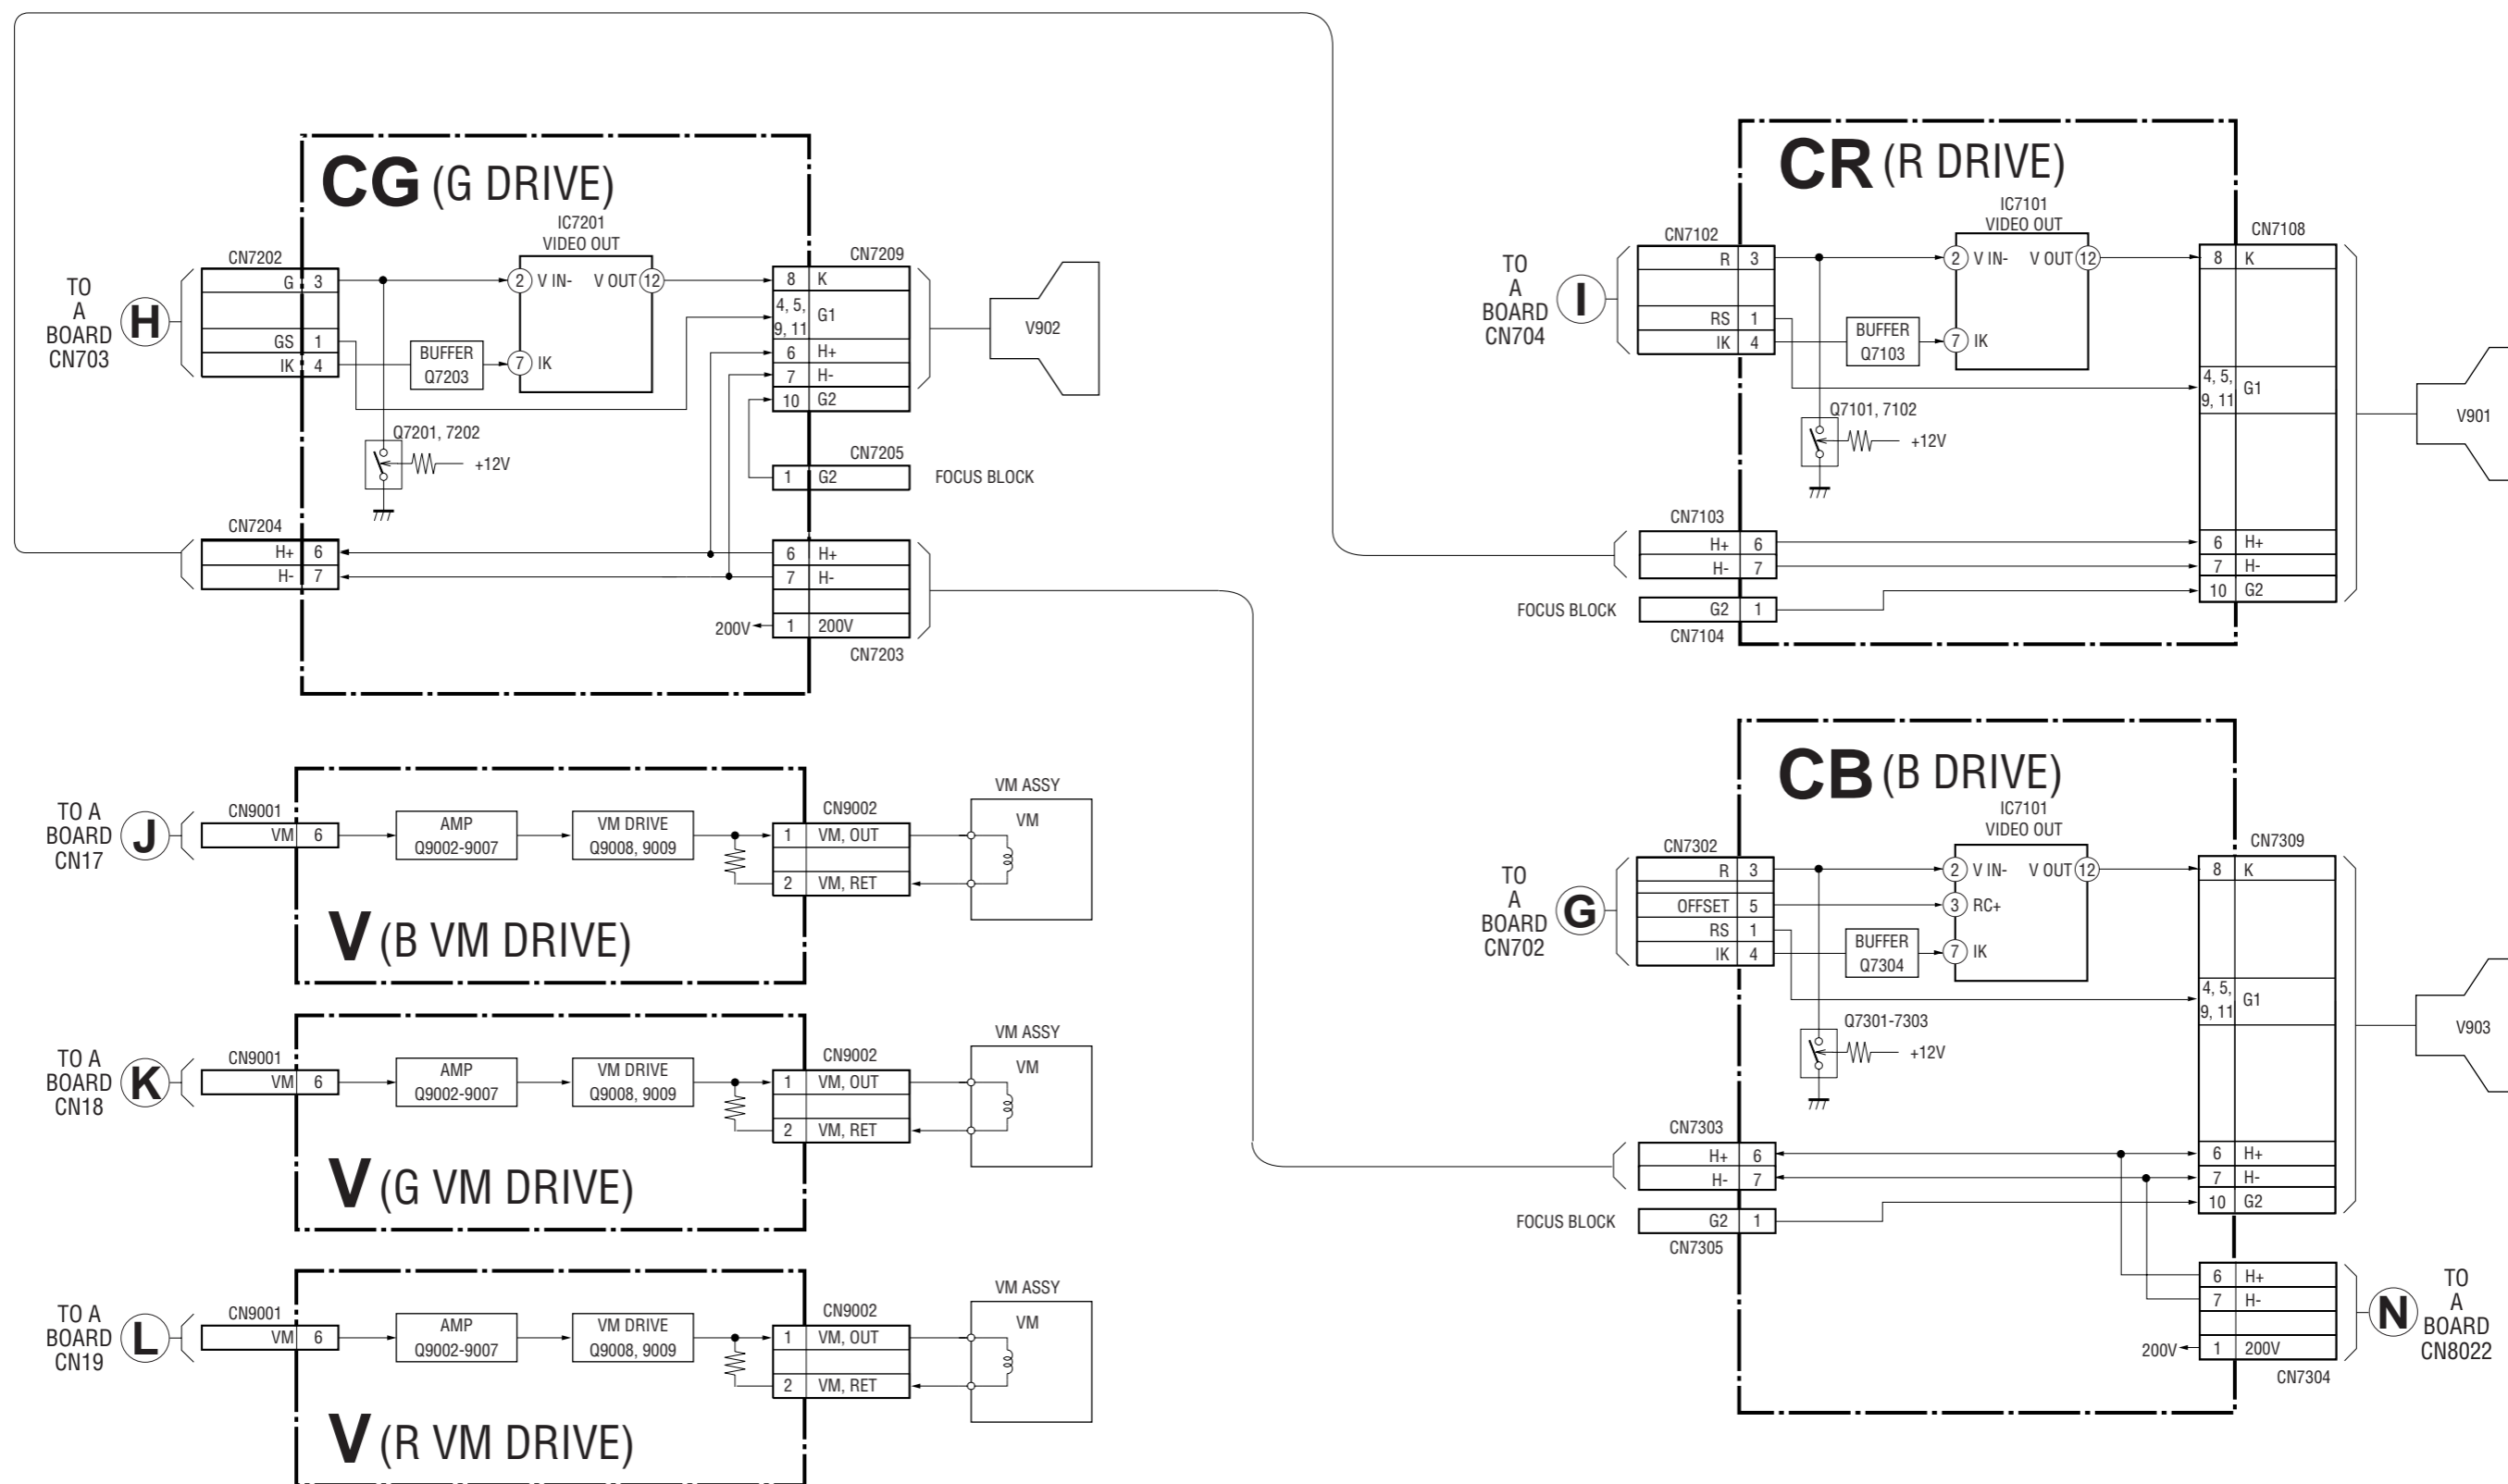 CG (G DRIVE)
IC7201
VIDEO OUT
CN7202
CN7209
TO
A
BOARD
CN703
H
G 3
GS 1
IK 4
2 V IN- V OUT 12
7 IK
BUFFER
Q7203
8 K
4, 5,
9, 11 G1
6 H+
7 H-
10 G2
V902
Q7201, 7202
+12V
CN7205
1 G2
FOCUS BLOCK
CN7204
H+ 6
H- 7
6 H+
7 H-
200V 1 200V
CN7203
CR (R DRIVE)
IC7101
VIDEO OUT
CN7102
CN7108
TO
A
BOARD
CN704
I
R 3
RS 1
IK 4
2 V IN- V OUT 12
7 IK
BUFFER
Q7103
8 K
4, 5,
9, 11 G1
Q7101, 7102
+12V
V901
CN7103
H+ 6
H- 7
6 H+
7 H-
10 G2
FOCUS BLOCK
G2 1
CN7104
TO A
BOARD
CN17
J
CN9001
VM 6
AMP
Q9002-9007
VM DRIVE
Q9008, 9009
CN9002
1 VM, OUT
2 VM, RET
VM ASSY
VM
V (B VM DRIVE)
TO A
BOARD
CN18
K
CN9001
VM 6
AMP
Q9002-9007
VM DRIVE
Q9008, 9009
CN9002
1 VM, OUT
2 VM, RET
VM ASSY
VM
V (G VM DRIVE)
TO A
BOARD
CN19
L
CN9001
VM 6
AMP
Q9002-9007
VM DRIVE
Q9008, 9009
CN9002
1 VM, OUT
2 VM, RET
VM ASSY
VM
V (R VM DRIVE)
CB (B DRIVE)
IC7101
VIDEO OUT
CN7302
CN7309
TO
A
BOARD
CN702
G
R 3
OFFSET 5
RS 1
IK 4
2 V IN- V OUT 12
3 RC+
7 IK
BUFFER
Q7304
8 K
4, 5,
9, 11 G1
Q7301-7303
+12V
V903
CN7303
H+ 6
H- 7
6 H+
7 H-
10 G2
FOCUS BLOCK
G2 1
CN7305
6 H+
7 H-
200V 1 200V
CN7304
N
TO
A
BOARD
CN8022